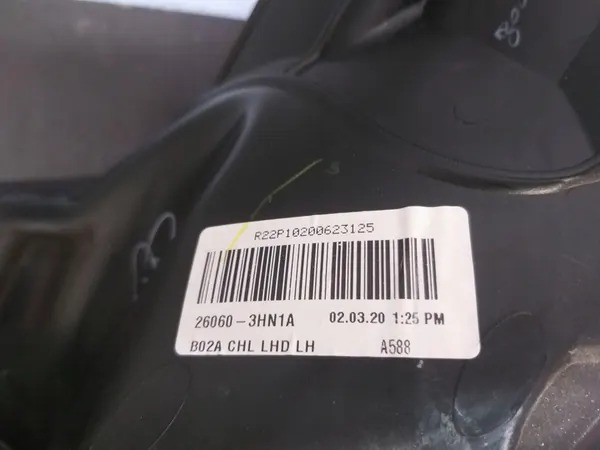 R22P10200623125
26060-3HN1A 02.03.20 1:25 PM
B02A CHL LHD LH A588